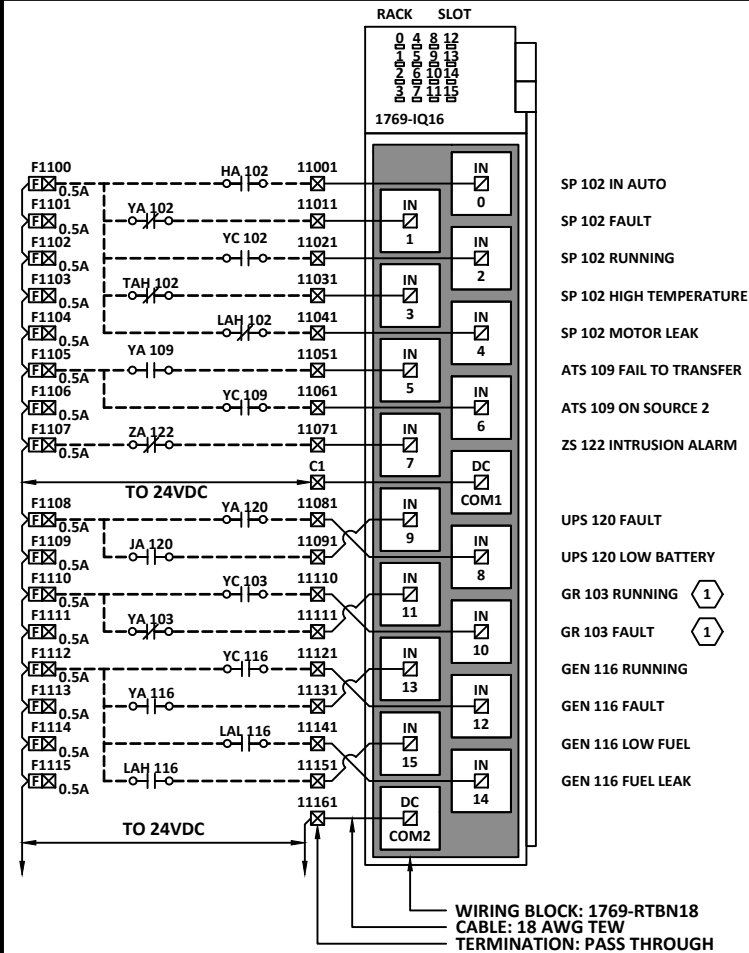 RACK SLOT
0 4 8 12
1 5 9 13
2 6 10 14
3 7 11 15
1769-IQ16
F1100 HA 102 11001 IN SP 102 IN AUTO
F 0.5A 0
F1101 YA 102 11011 IN SP 102 FAULT
F 0.5A 1
F1102 YC 102 11021 IN SP 102 RUNNING
F 0.5A 2
F1103 TAH 102 11031 IN SP 102 HIGH TEMPERATURE
F 0.5A 3
F1104 LAH 102 11041 IN SP 102 MOTOR LEAK
F 0.5A 4
F1105 YA 109 11051 IN ATS 109 FAIL TO TRANSFER
F 0.5A 5
F1106 YC 109 11061 IN ATS 109 ON SOURCE 2
F 0.5A 6
F1107 ZA 122 11071 IN ZS 122 INTRUSION ALARM
F 0.5A 7
C1 DC
TO 24VDC COM1
F1108 YA 120 11081 IN UPS 120 FAULT
F 0.5A 9
F1109 JA 120 11091 IN UPS 120 LOW BATTERY
F 0.5A 8
F1110 YC 103 11110 IN GR 103 RUNNING 1
F 0.5A 11
F1111 YA 103 11111 IN GR 103 FAULT 1
F 0.5A 10
F1112 YC 116 11121 IN GEN 116 RUNNING
F 0.5A 13
F1113 YA 116 11131 IN GEN 116 FAULT
F 0.5A 12
F1114 LAL 116 11141 IN GEN 116 LOW FUEL
F 0.5A 15
F1115 LAH 116 11151 IN GEN 116 FUEL LEAK
F 0.5A 14
11161 DC
TO 24VDC COM2
WIRING BLOCK: 1769-RTBN18
CABLE: 18 AWG TEW
TERMINATION: PASS THROUGH